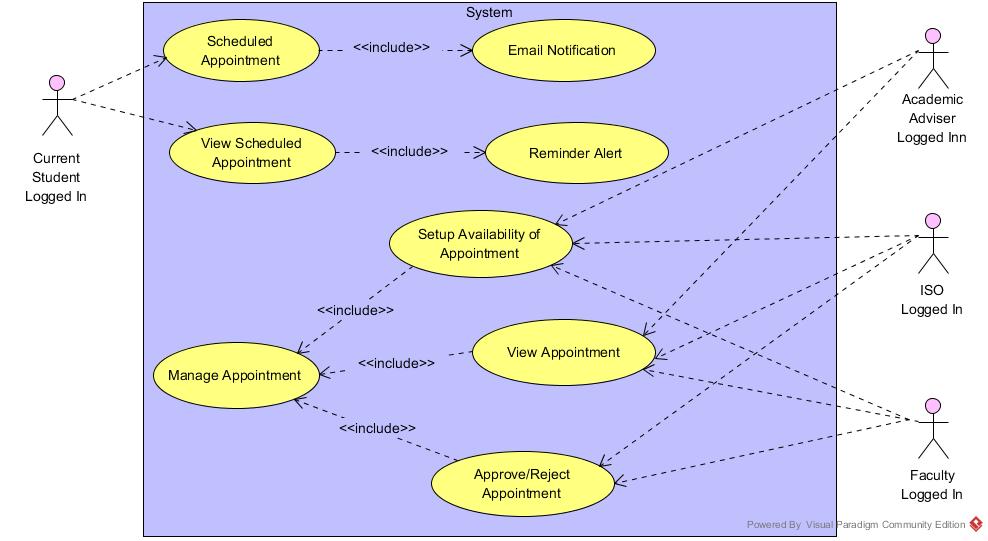 System
Scheduled
Appointment
<<include>>
Email Notification
View Scheduled
Appointment
<<include>>
Reminder Alert
Current
Student
Logged In
Academic
Adviser
Logged Inn
Setup Availability of
Appointment
<<include>>
ISO
Logged In
Manage Appointment
<<include>>
View Appointment
<<include>>
Approve/Reject
Appointment
Faculty
Logged In
Powered By Visual Paradigm Community Edition